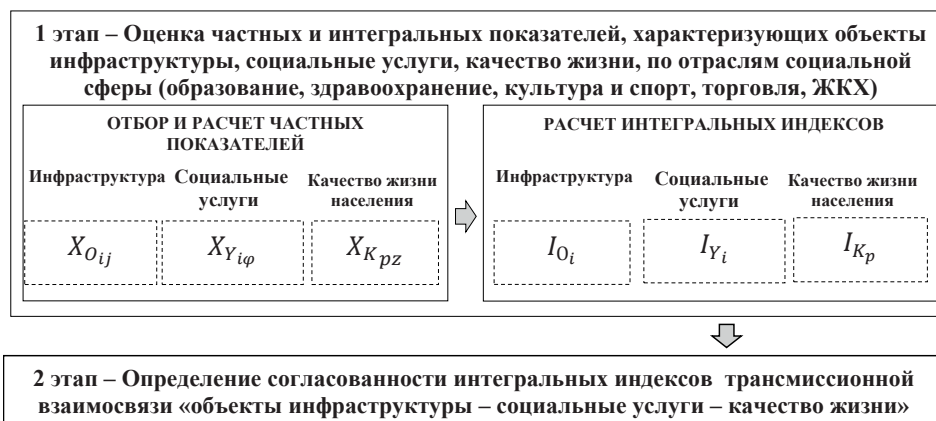 1 этап – Оценка частных и интегральных показателей, характеризующих объекты
инфраструктуры, социальные услуги, качество жизни, по отраслям социальной
сферы (образование, здравоохранение, культура и спорт, торговля, ЖКХ)
ОТБОР И РАСЧЕТ ЧАСТНЫХ
ПОКАЗАТЕЛЕЙ
Инфраструктура Социальные услуги Качество жизни населения
X_{O_{ij}} X_{Y_{iφ}} X_{K_{pz}}
РАСЧЕТ ИНТЕГРАЛЬНЫХ ИНДЕКСОВ
Инфраструктура Социальные услуги Качество жизни населения
I_{O_i} I_{Y_i} I_{K_p}
2 этап – Определение согласованности интегральных индексов трансмиссионной
взаимосвязи «объекты инфраструктуры – социальные услуги – качество жизни»